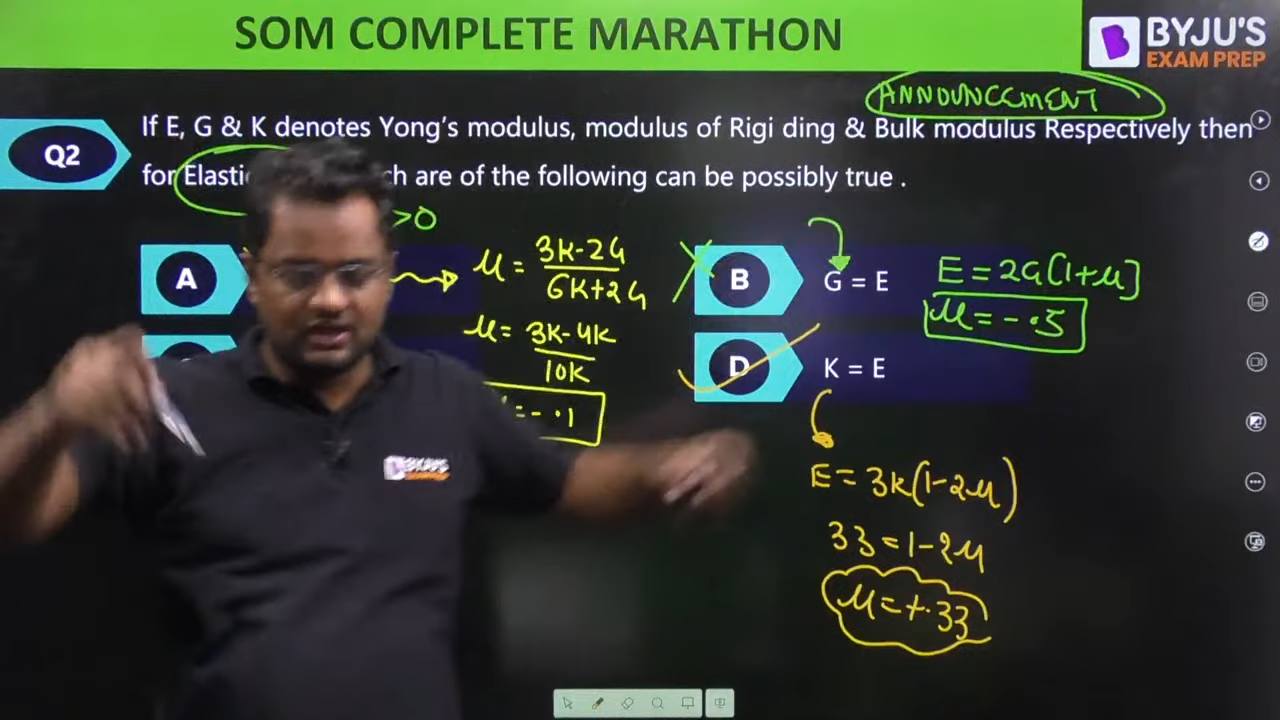 SOM COMPLETE MARATHON
BYJU'S
EXAM PREP
ANNOUNCEMENT
Q2
If E, G & K denotes Yong's modulus, modulus of Rigi ding & Bulk modulus Respectively then
for Elasti ch are of the following can be possibly true .
>0
A
μ = 3K-2G / 6K+2G
μ = 3K-4K / 10K
= -.1
B
G = E
E = 2G[1+μ]
μ = -.5
D
K = E
E = 3K(1-2μ)
33 = 1-2μ
μ = +.33
BYJU'S